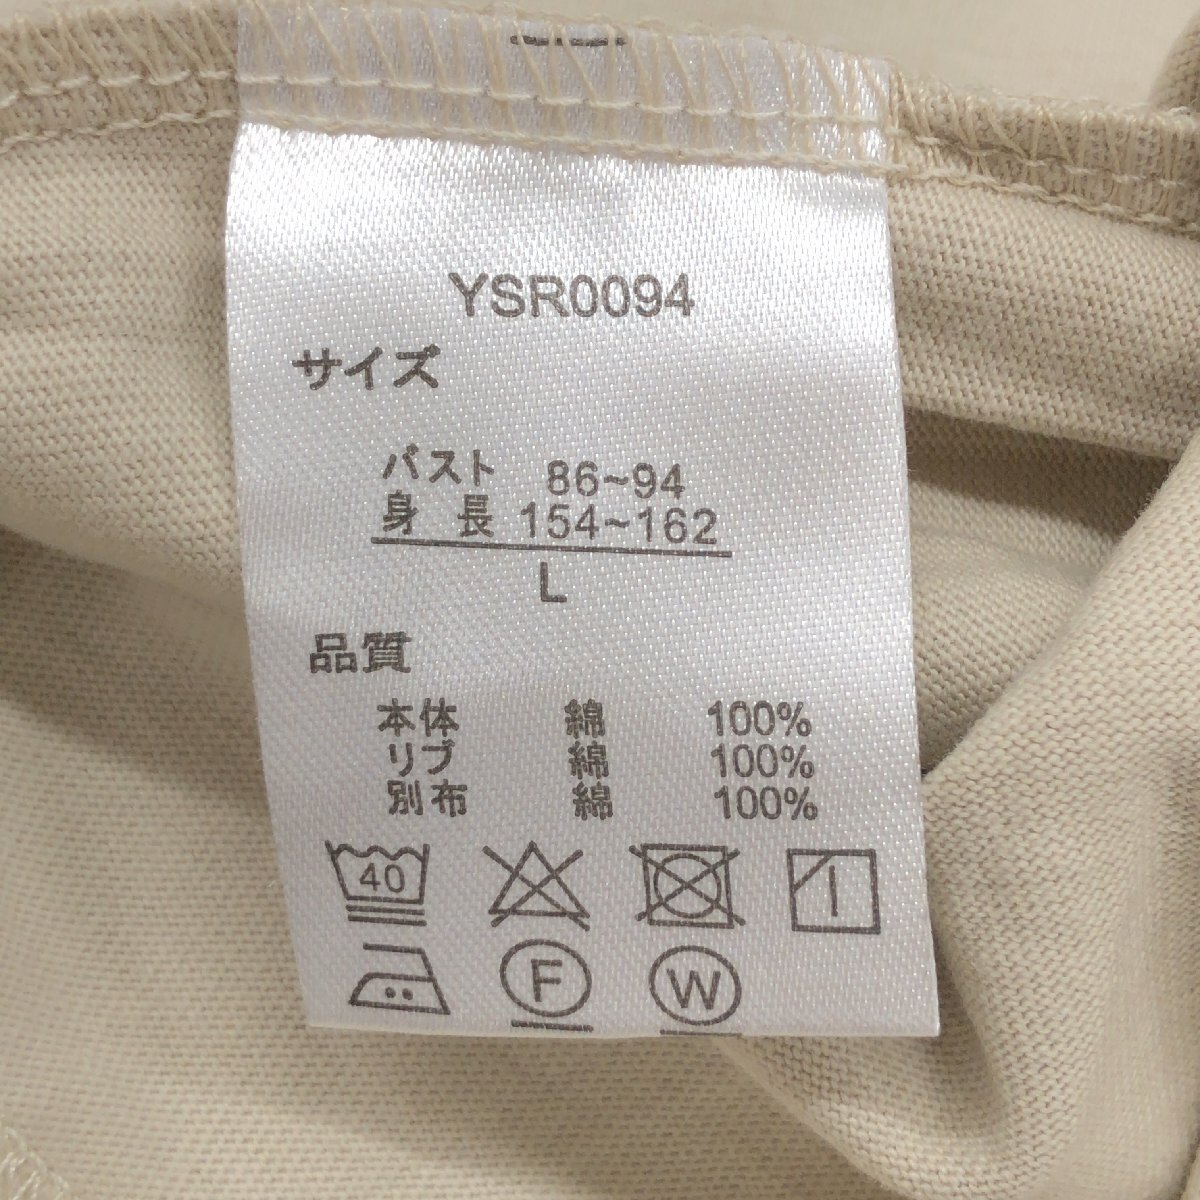 YSR0094
サイズ
バスト 86~94
身長 154~162
L
品質
本体 綿 100%
リブ 綿 100%
別布 綿 100%
40
F W